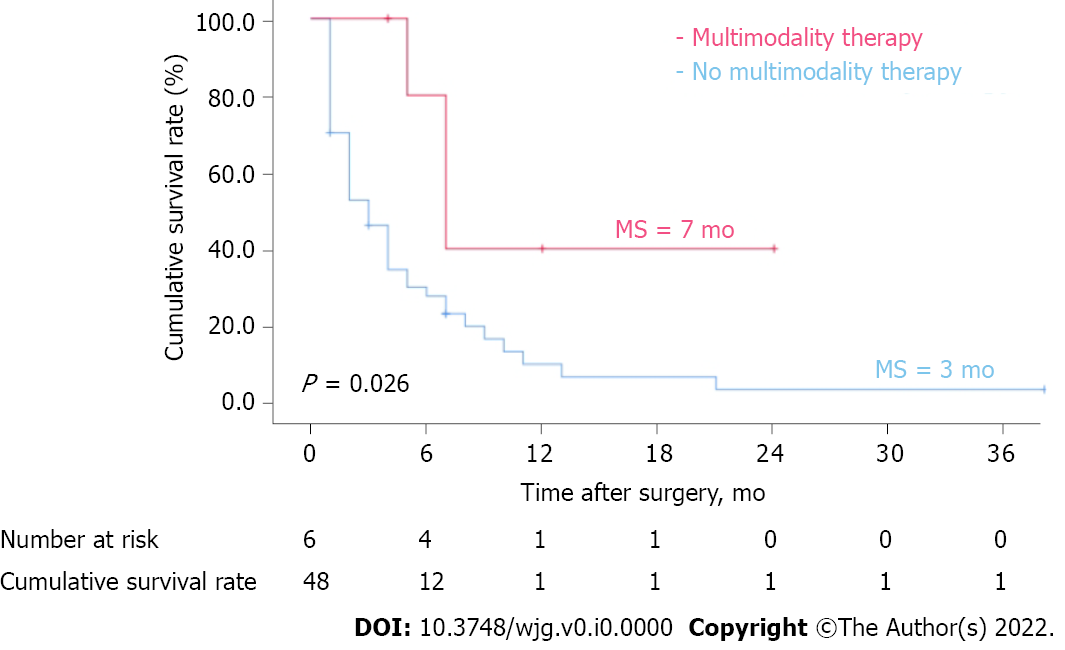 100.0
80.0
60.0
40.0
20.0
0.0
Cumulative survival rate (%)
- Multimodality therapy
- No multimodality therapy
MS = 7 mo
MS = 3 mo
P = 0.026
0 6 12 18 24 30 36
Time after surgery, mo
Number at risk 6 4 1 1 0 0 0
Cumulative survival rate 48 12 1 1 1 1 1
DOI: 10.3748/wjg.v0.i0.0000 Copyright ©The Author(s) 2022.